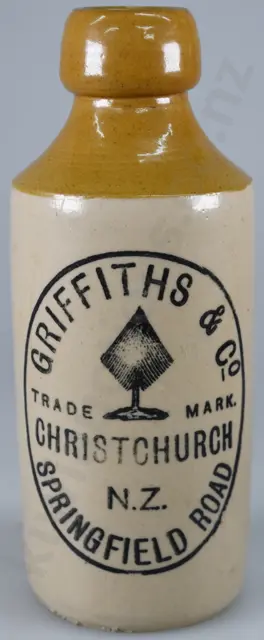 GRIFFITHS & Co.
TRADE MARK.
CHRISTCHURCH
N.Z.
SPRINGFIELD ROAD